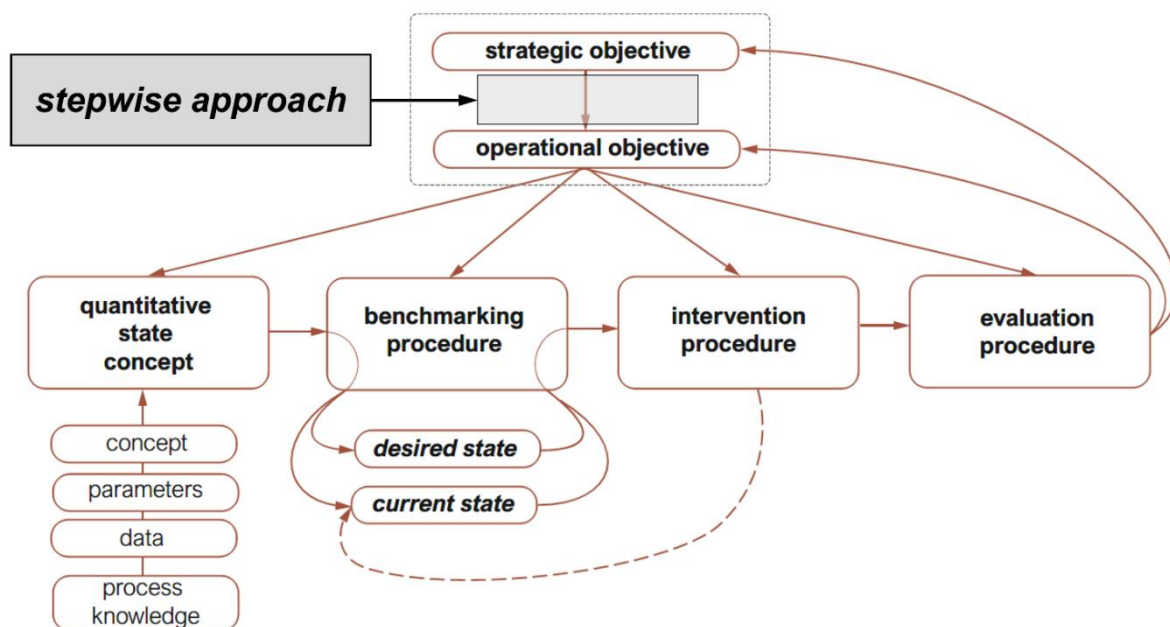 strategic objective
stepwise approach
operational objective
quantitative
state
concept
benchmarking
procedure
intervention
procedure
evaluation
procedure
concept
parameters
data
process
knowledge
desired state
current state